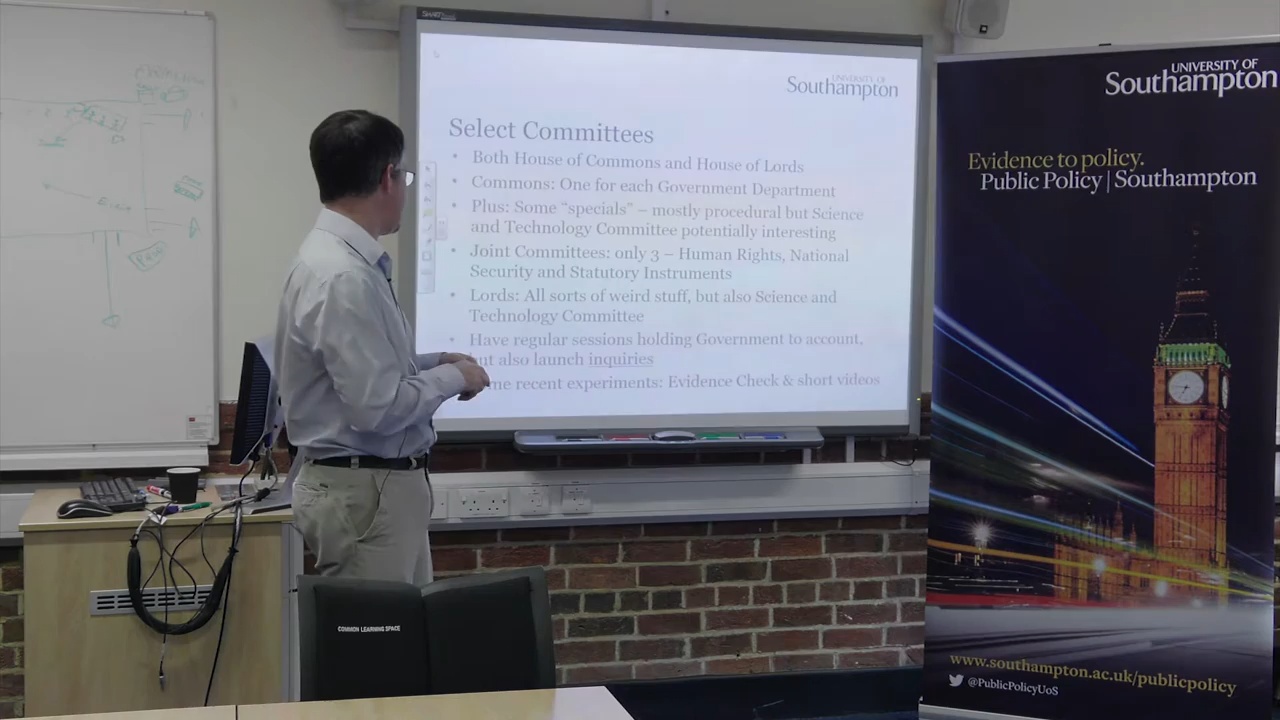 SMART
UNIVERSITY OF
Southampton
Select Committees
• Both House of Commons and House of Lords
• Commons: One for each Government Department
• Plus: Some “specials” – mostly procedural but Science
and Technology Committee potentially interesting
• Joint Committees: only 3 – Human Rights, National
Security and Statutory Instruments
• Lords: All sorts of weird stuff, but also Science and
Technology Committee
• Have regular sessions holding Government to account,
but also launch inquiries
recent experiments: Evidence Check & short videos
COMMON LEARNING SPACE
UNIVERSITY OF
Southampton
Evidence to policy.
Public Policy | Southampton
www.southampton.ac.uk/publicpolicy
@PublicPolicyUoS